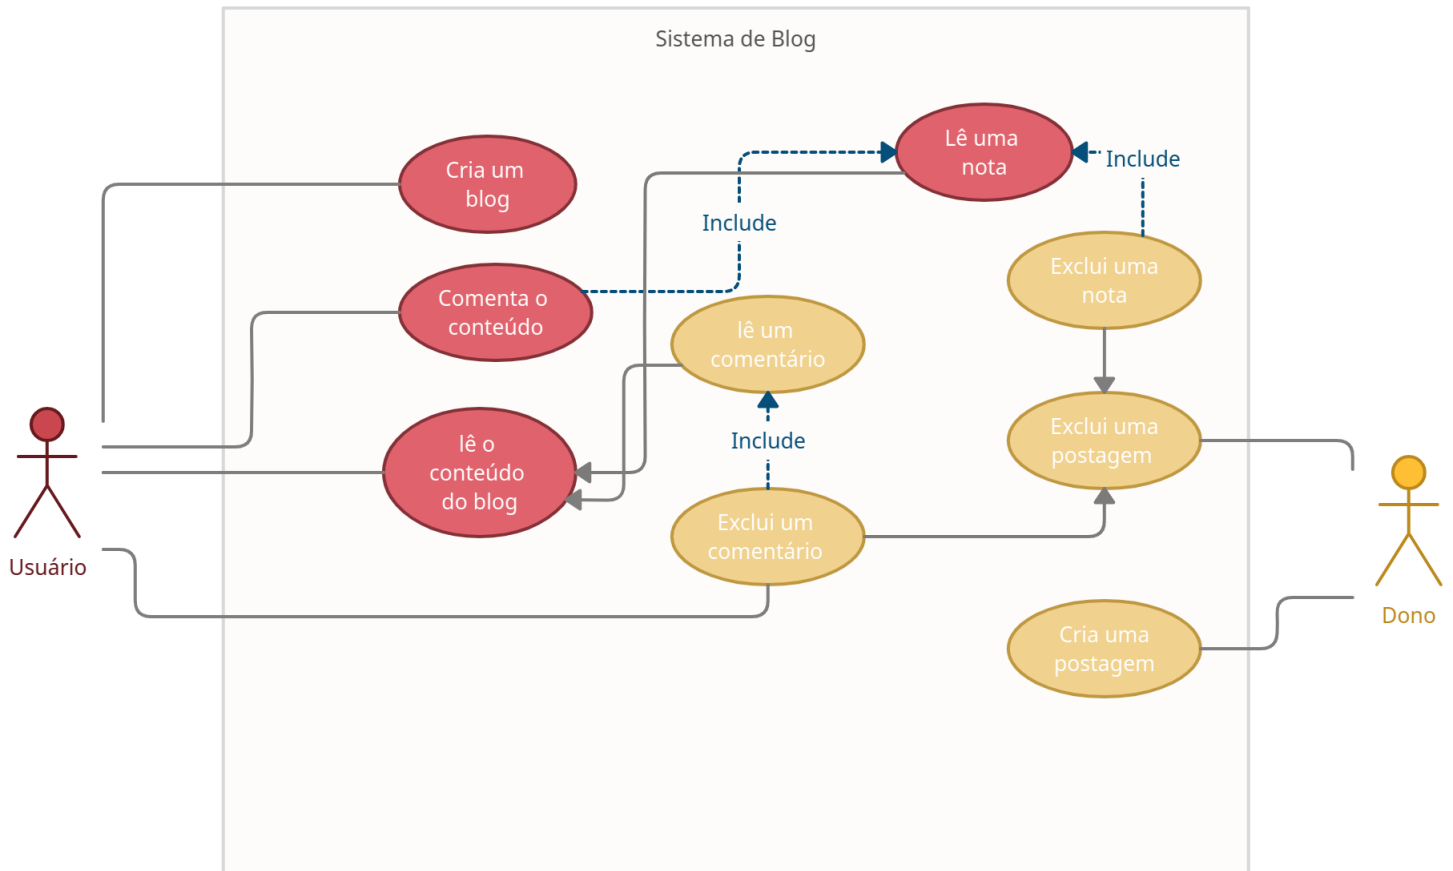 Sistema de Blog
Lê uma
nota
Include
Cria um
blog
Include
Exclui uma
nota
Comenta o
conteúdo
lê um
comentário
Include
Exclui uma
postagem
lê o
conteúdo
do blog
Exclui um
comentário
Usuário
Dono
Cria uma
postagem